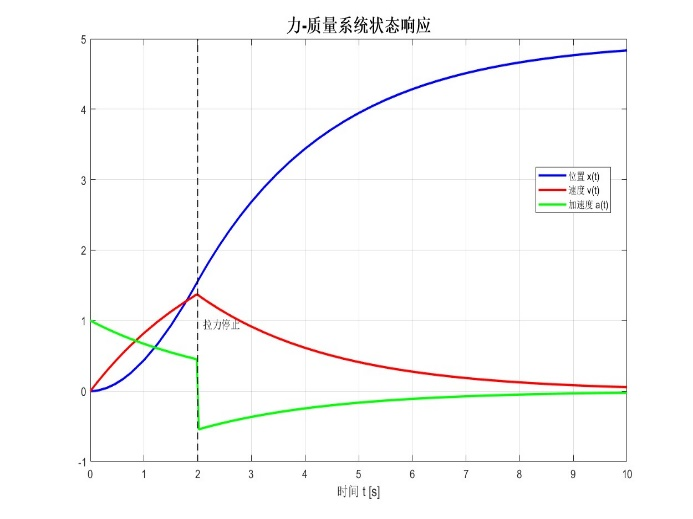 力-质量系统状态响应
5
4
3
2
1
0
-1
位置 x(t)
速度 v(t)
加速度 a(t)
拉力停止
0 1 2 3 4 5 6 7 8 9 10
时间 t [s]